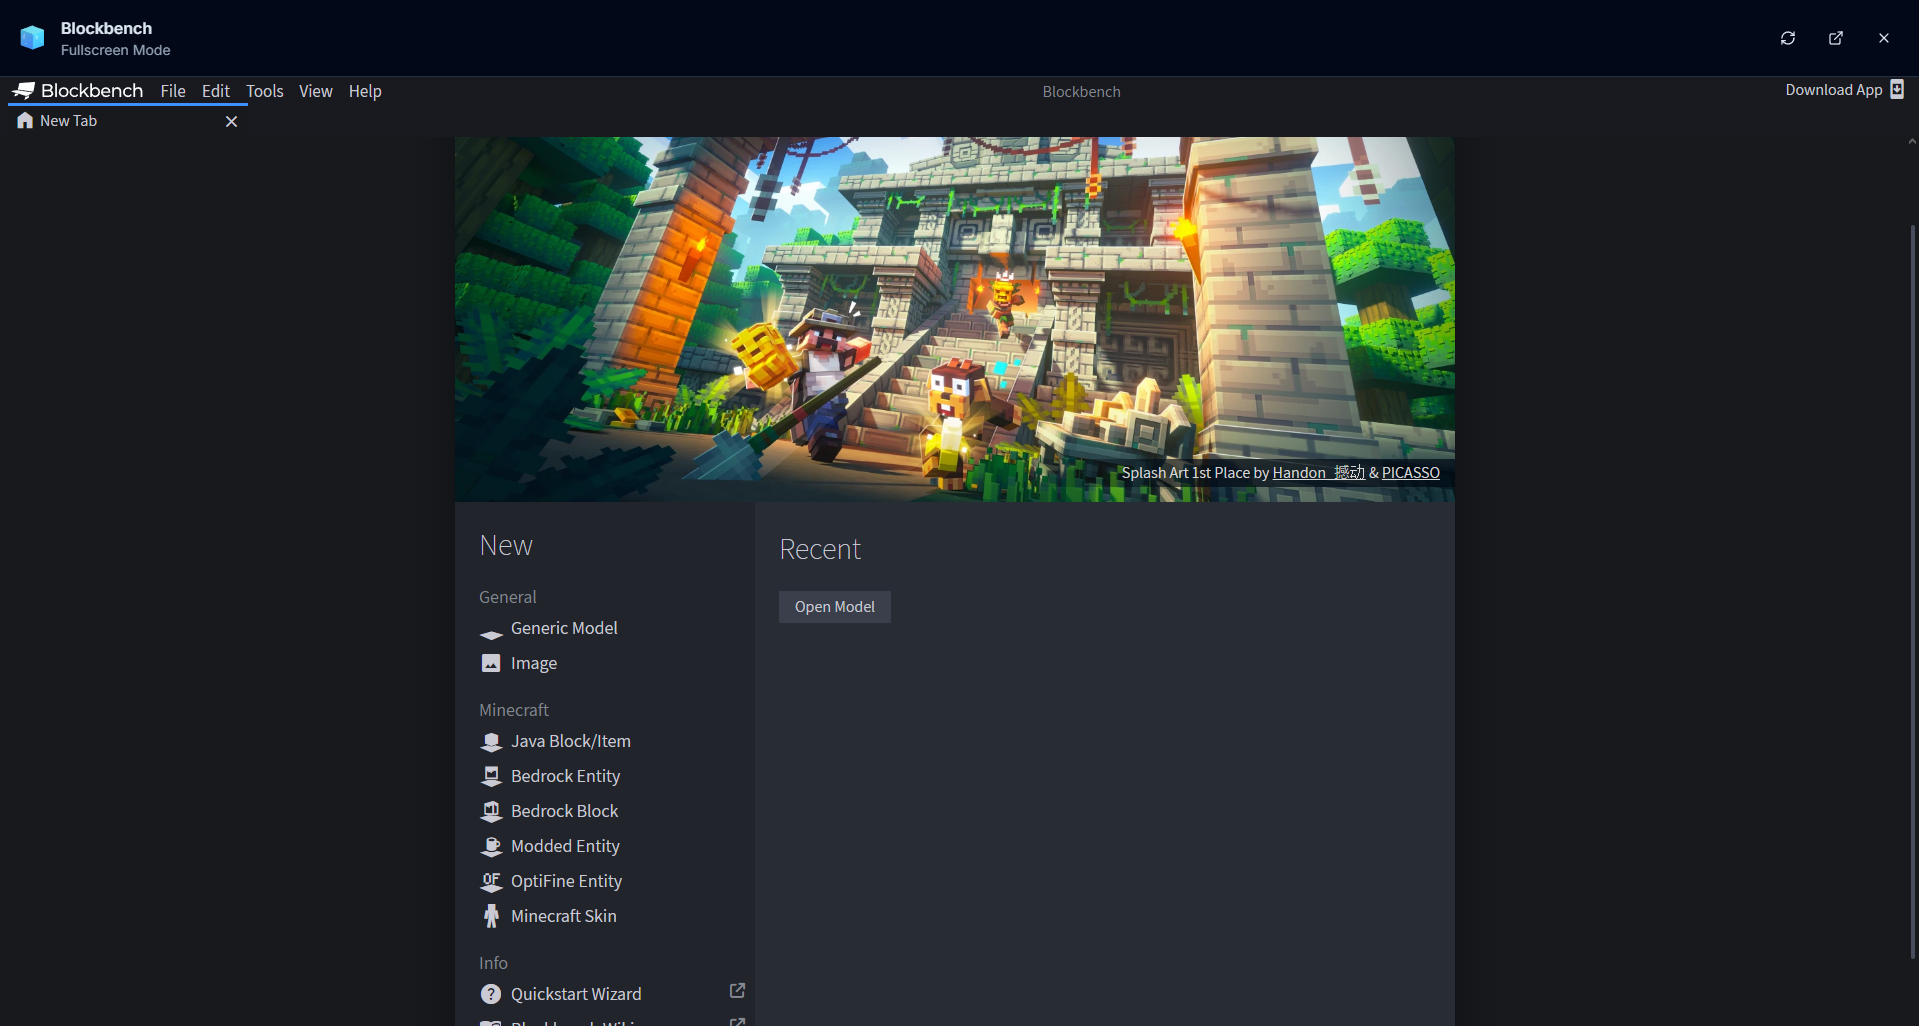 Blockbench
Fullscreen Mode
Blockbench File Edit Tools View Help
Blockbench
Download App
New Tab
Splash Art 1st Place by Handon_撼动 & PICASSO
New
General
Generic Model
Image
Minecraft
Java Block/Item
Bedrock Entity
Bedrock Block
Modded Entity
OF OptiFine Entity
Minecraft Skin
Info
Quickstart Wizard
Recent
Open Model